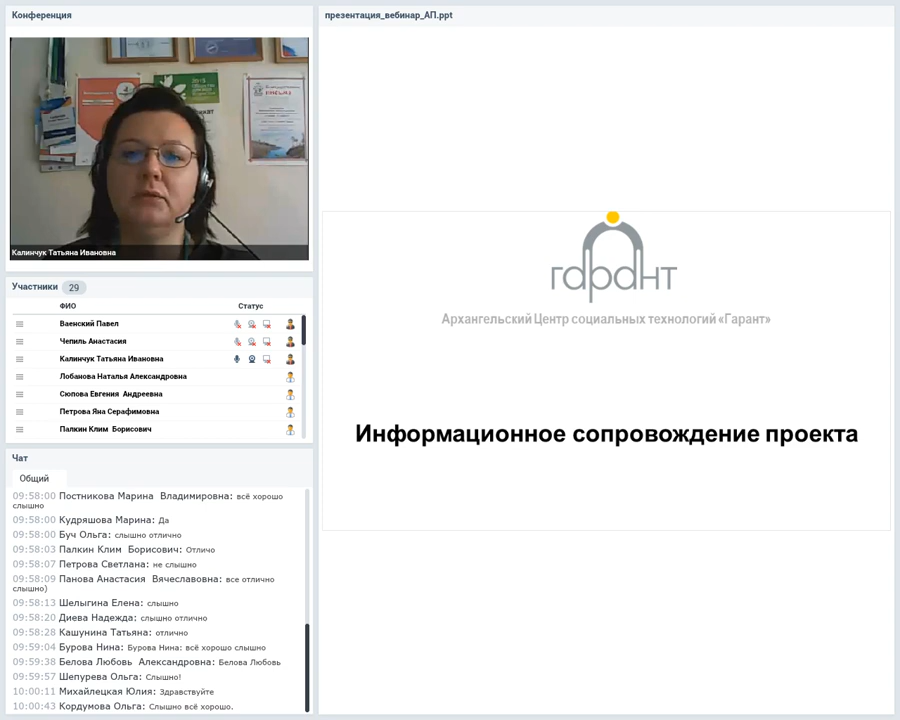 Конференция
Калинчук Татьяна Ивановна
Участники 29
ФИО Статус
Ваенский Павел
Чепиль Анастасия
Калинчук Татьяна Ивановна
Лобанова Наталья Александровна
Сюпова Евгения Андреевна
Петрова Яна Серафимовна
Палкин Клим Борисович
Чат
Общий
09:58:00 Постникова Марина Владимировна: всё хорошо
слышно
09:58:00 Кудряшова Марина: Да
09:58:00 Буч Ольга: слышно отлично
09:58:03 Палкин Клим Борисович: Отличо
09:58:07 Петрова Светлана: не слышно
09:58:09 Панова Анастасия Вячеславовна: все отлично
слышно)
09:58:13 Шелыгина Елена: слышно
09:58:20 Диева Надежда: слышно отлично
09:58:28 Кашунина Татьяна: отлично
09:59:04 Бурова Нина: Бурова Нина: всё хорошо слышно
09:59:38 Белова Любовь Александровна: Белова Любовь
09:59:57 Шепурева Ольга: Слышно!
10:00:11 Михайлецкая Юлия: Здравствуйте
10:00:43 Кордумова Ольга: Слышно всё хорошо.
презентация_вебинар_АП.ppt
гарант
Архангельский Центр социальных технологий «Гарант»
Информационное сопровождение проекта